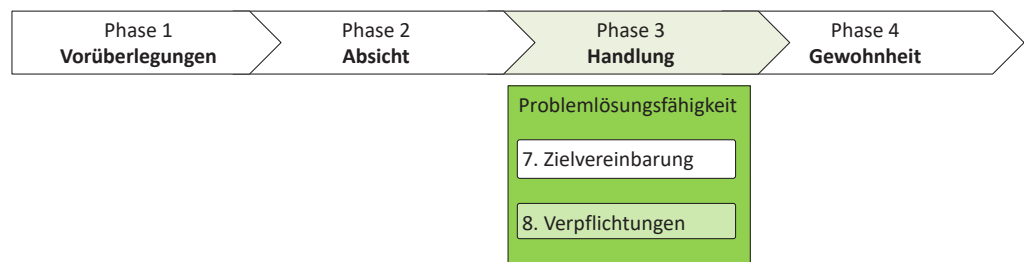 Phase 1
Vorüberlegungen
Phase 2
Absicht
Phase 3
Handlung
Phase 4
Gewohnheit
Problemlösungsfähigkeit
7. Zielvereinbarung
8. Verpflichtungen